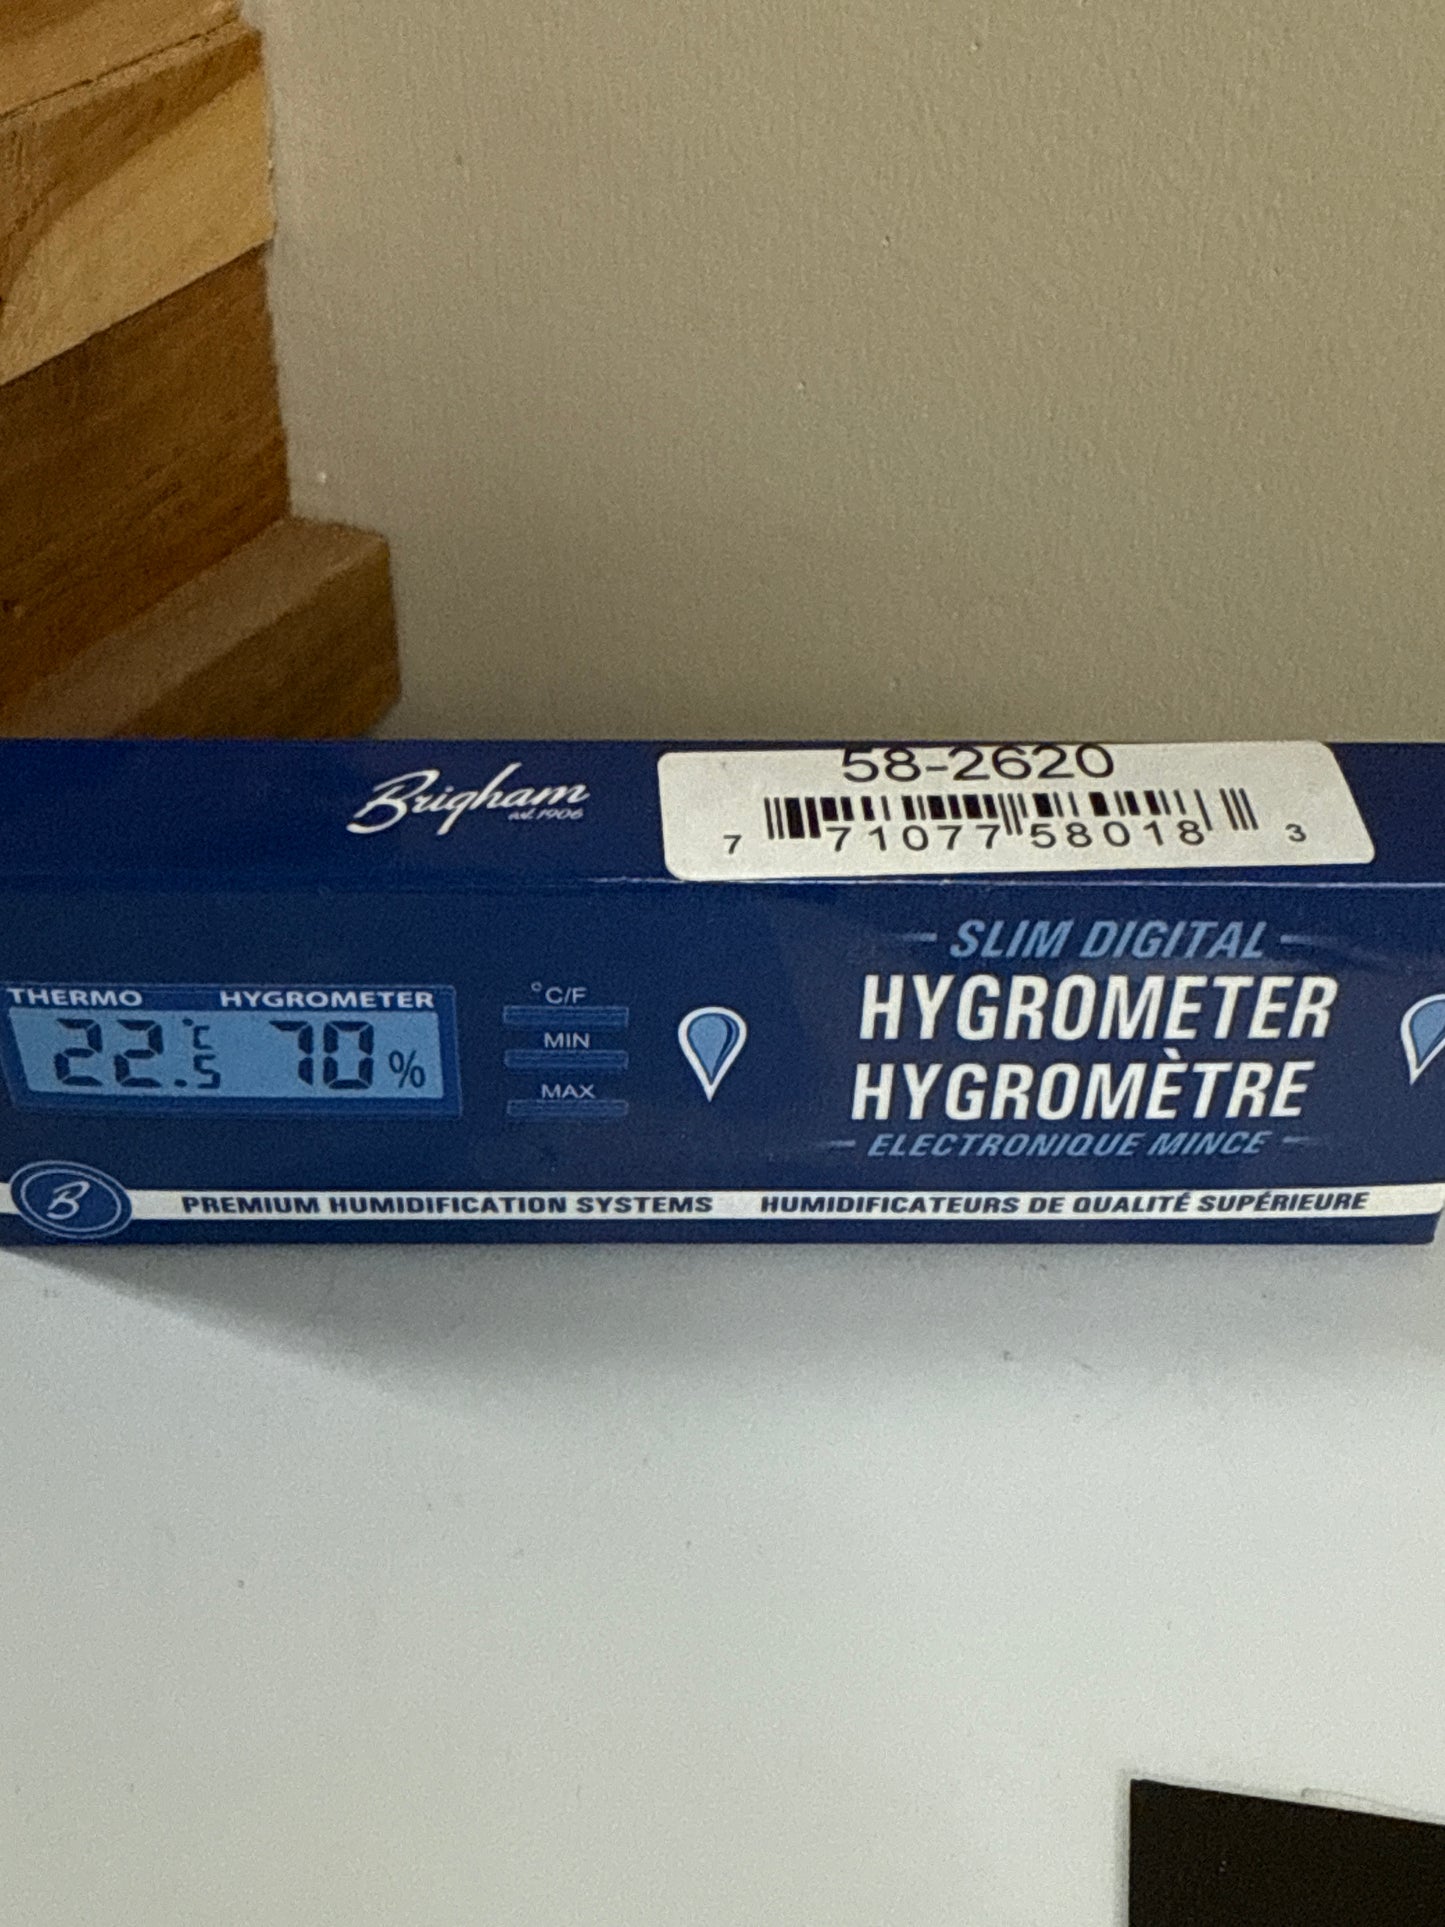 Brigham
est. 1906
58-2620
7 71077 58018 3
SLIM DIGITAL
HYGROMETER
HYGROMÈTRE
ELECTRONIQUE MINCE
THERMO HYGROMETER
22.5 °C 70 %
°C/F
MIN
MAX
B
PREMIUM HUMIDIFICATION SYSTEMS HUMIDIFICATEURS DE QUALITÉ SUPÉRIEURE